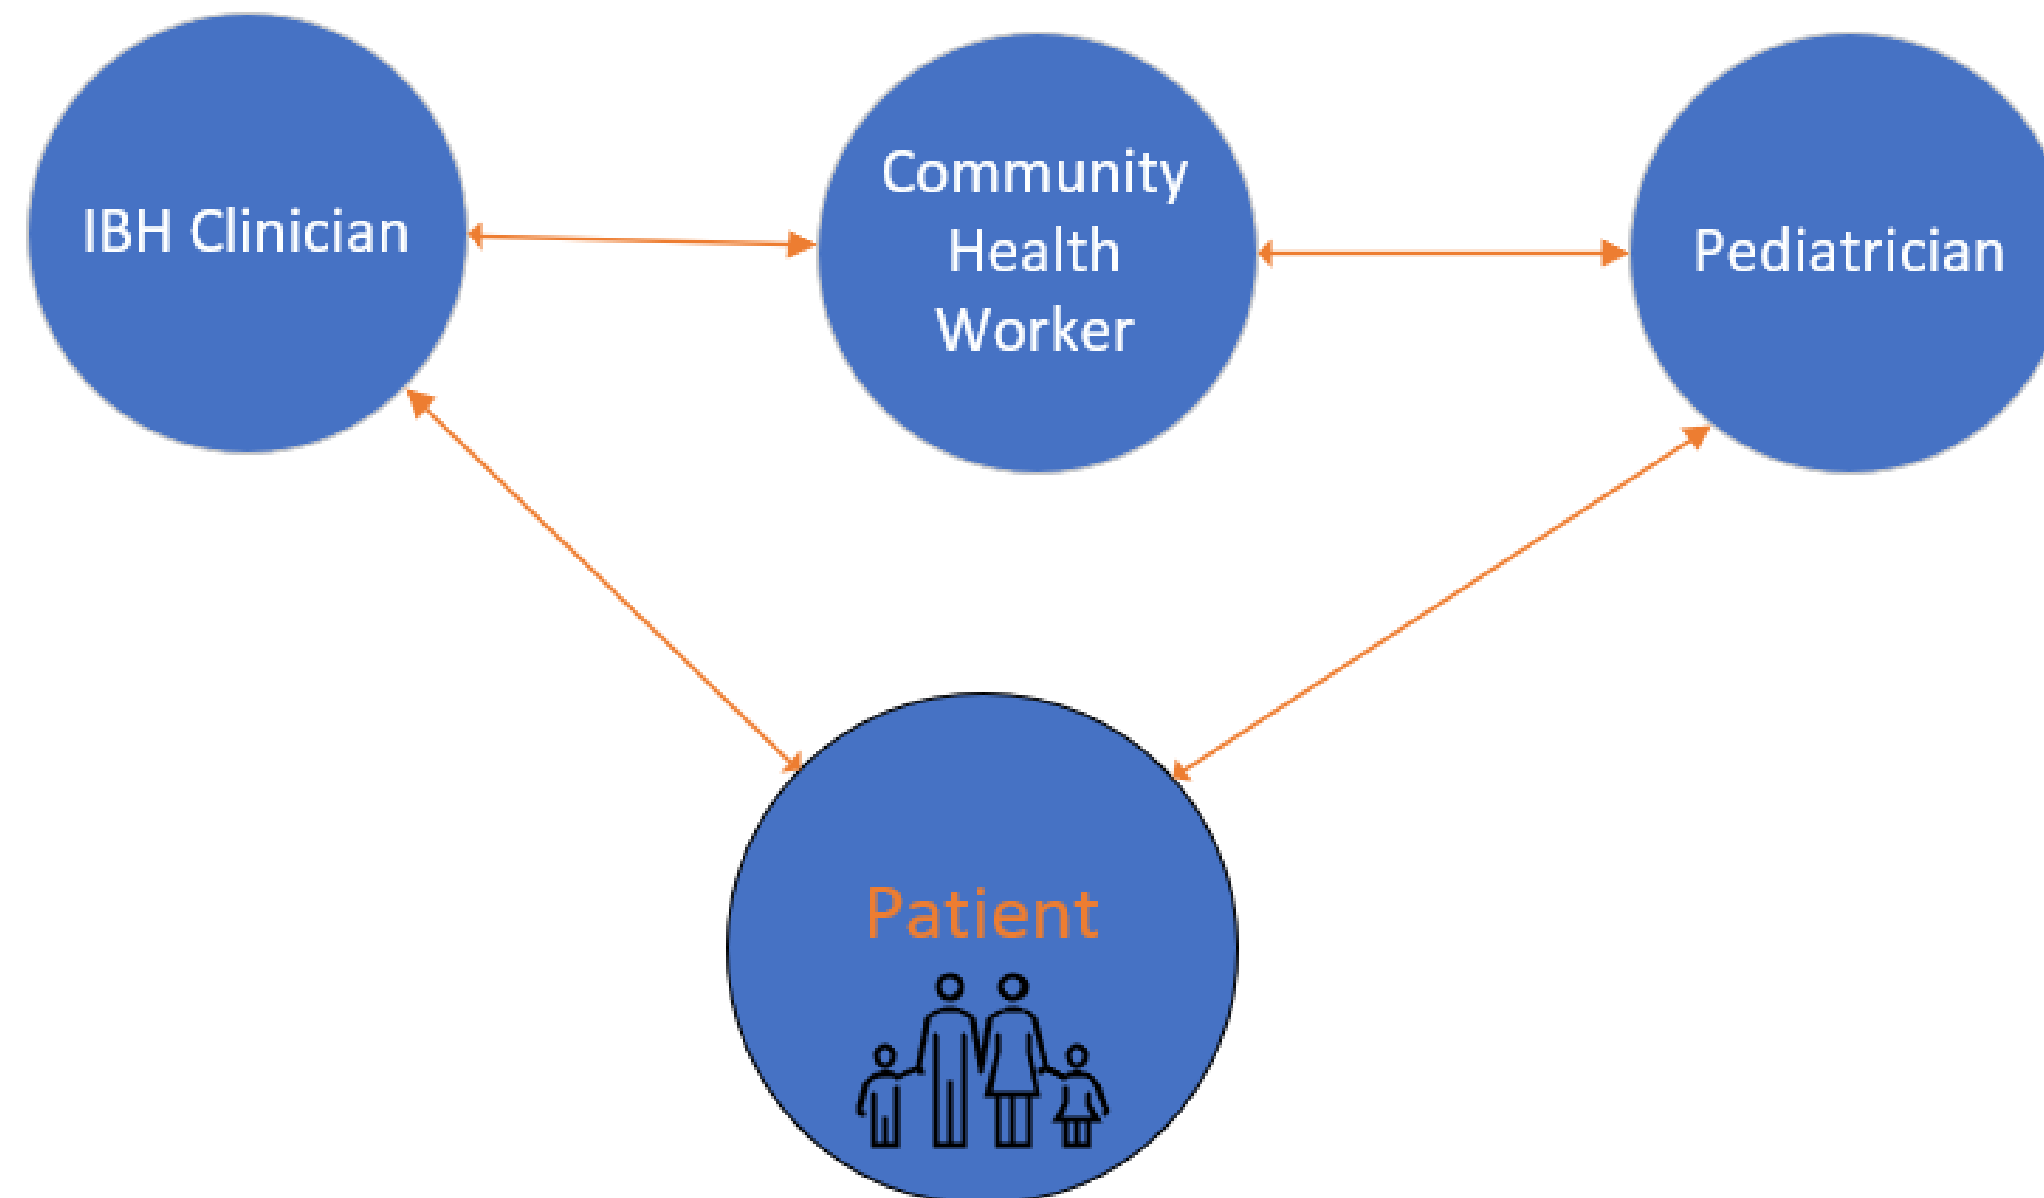 IBH Clinician
Community
Health
Worker
Pediatrician
Patient